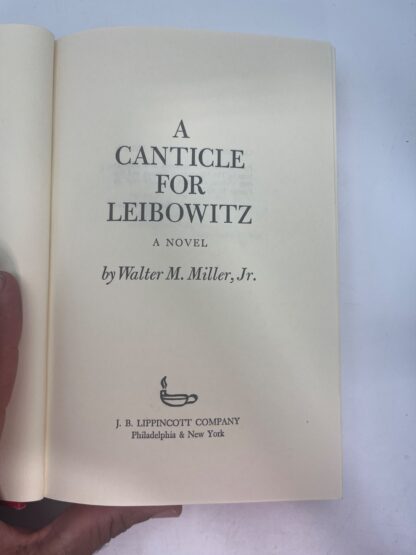 A
CANTICLE
FOR
LEIBOWITZ
A NOVEL
by Walter M. Miller, Jr.
J. B. LIPPINCOTT COMPANY
Philadelphia & New York